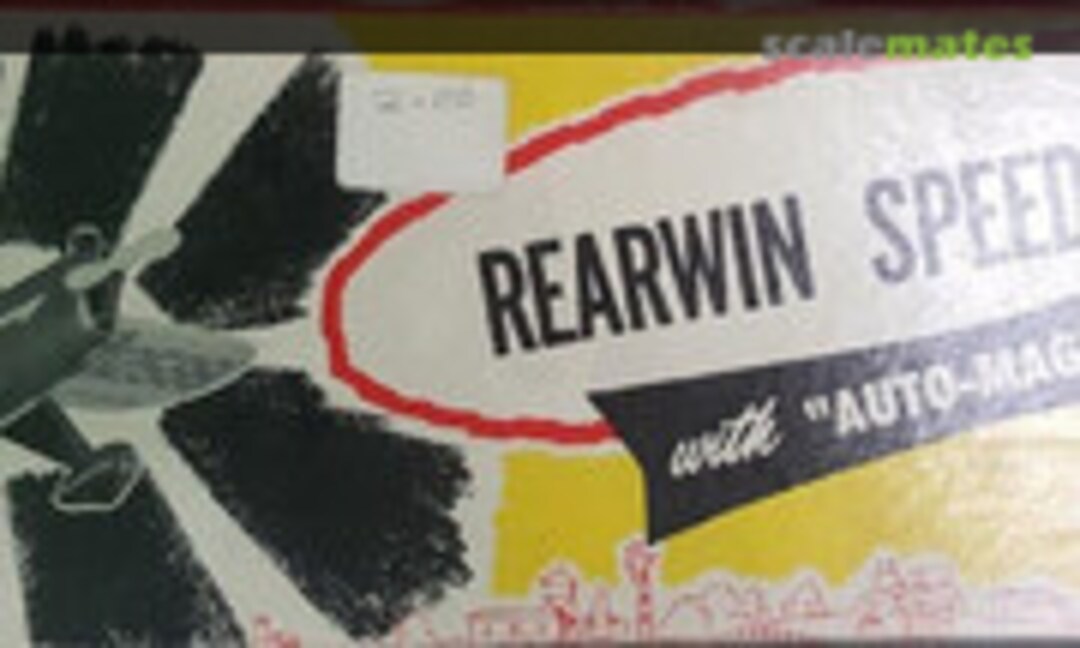 scalemates
REARWIN SPEED
with "AUTO-MAG